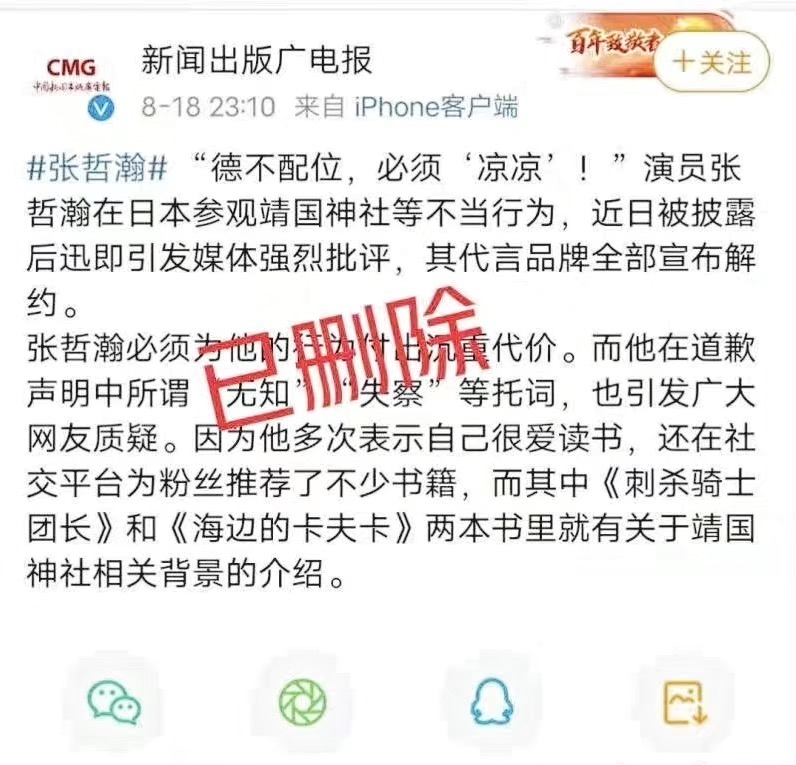 百年致敬
CMG
新闻出版广电报
+关注
8-18 23:10 来自 iPhone客户端
#张哲瀚# “德不配位，必须‘凉凉’！”演员张
哲瀚在日本参观靖国神社等不当行为，近日被披露
后迅即引发媒体强烈批评，其代言品牌全部宣布解
约。
张哲瀚必须为他的行为付出沉重代价。而他在道歉
声明中所谓“无知”“失察”等托词，也引发广大
网友质疑。因为他多次表示自己很爱读书，还在社
交平台为粉丝推荐了不少书籍，而其中《刺杀骑士
团长》和《海边的卡夫卡》两本书里就有关于靖国
神社相关背景的介绍。
已删除